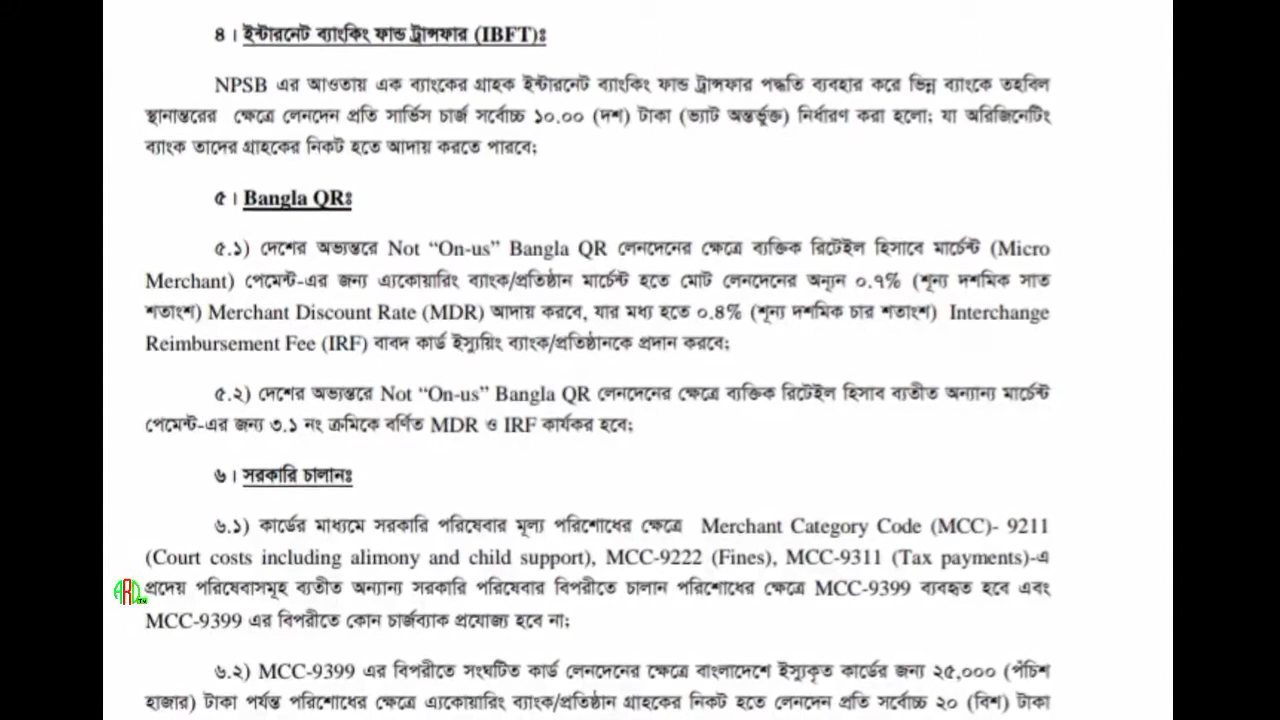 ৪। ইন্টারনেট ব্যাংকিং ফান্ড ট্রান্সফার (IBFT)ঃ
NPSB এর আওতায় এক ব্যাংকের গ্রাহক ইন্টারনেট ব্যাংকিং ফান্ড ট্রান্সফার পদ্ধতি ব্যবহার করে ভিন্ন ব্যাংকে তহবিল
স্থানান্তরের ক্ষেত্রে লেনদেন প্রতি সার্ভিস চার্জ সর্বোচ্চ ১০.০০ (দশ) টাকা (ভ্যাট অন্তর্ভুক্ত) নির্ধারণ করা হলো; যা অরিজিনেটিং
ব্যাংক তাদের গ্রাহকের নিকট হতে আদায় করতে পারবে;
৫। Bangla QRঃ
৫.১) দেশের অভ্যন্তরে Not “On-us” Bangla QR লেনদেনের ক্ষেত্রে ব্যক্তিক রিটেইল হিসাবে মার্চেন্ট (Micro
Merchant) পেমেন্ট-এর জন্য এ্যকোয়ারিং ব্যাংক/প্রতিষ্ঠান মার্চেন্ট হতে মোট লেনদেনের অন্যূন ০.৭% (শূন্য দশমিক সাত
শতাংশ) Merchant Discount Rate (MDR) আদায় করবে, যার মধ্য হতে ০.৪% (শূন্য দশমিক চার শতাংশ) Interchange
Reimbursement Fee (IRF) বাবদ কার্ড ইস্যুয়িং ব্যাংক/প্রতিষ্ঠানকে প্রদান করবে;
৫.২) দেশের অভ্যন্তরে Not “On-us” Bangla QR লেনদেনের ক্ষেত্রে ব্যক্তিক রিটেইল হিসাব ব্যতীত অন্যান্য মার্চেন্ট
পেমেন্ট-এর জন্য ৩.১ নং ক্রমিকে বর্ণিত MDR ও IRF কার্যকর হবে;
৬। সরকারি চালানঃ
৬.১) কার্ডের মাধ্যমে সরকারি পরিষেবার মূল্য পরিশোধের ক্ষেত্রে Merchant Category Code (MCC)- 9211
(Court costs including alimony and child support), MCC-9222 (Fines), MCC-9311 (Tax payments)-এ
প্রদেয় পরিষেবাসমূহ ব্যতীত অন্যান্য সরকারি পরিষেবার বিপরীতে চালান পরিশোধের ক্ষেত্রে MCC-9399 ব্যবহৃত হবে এবং
MCC-9399 এর বিপরীতে কোন চার্জব্যাক প্রযোজ্য হবে না;
৬.২) MCC-9399 এর বিপরীতে সংঘটিত কার্ড লেনদেনের ক্ষেত্রে বাংলাদেশে ইস্যুকৃত কার্ডের জন্য ২৫,০০০ (পঁচিশ
হাজার) টাকা পর্যন্ত পরিশোধের ক্ষেত্রে এ্যকোয়ারিং ব্যাংক/প্রতিষ্ঠান গ্রাহকের নিকট হতে লেনদেন প্রতি সর্বোচ্চ ২০ (বিশ) টাকা